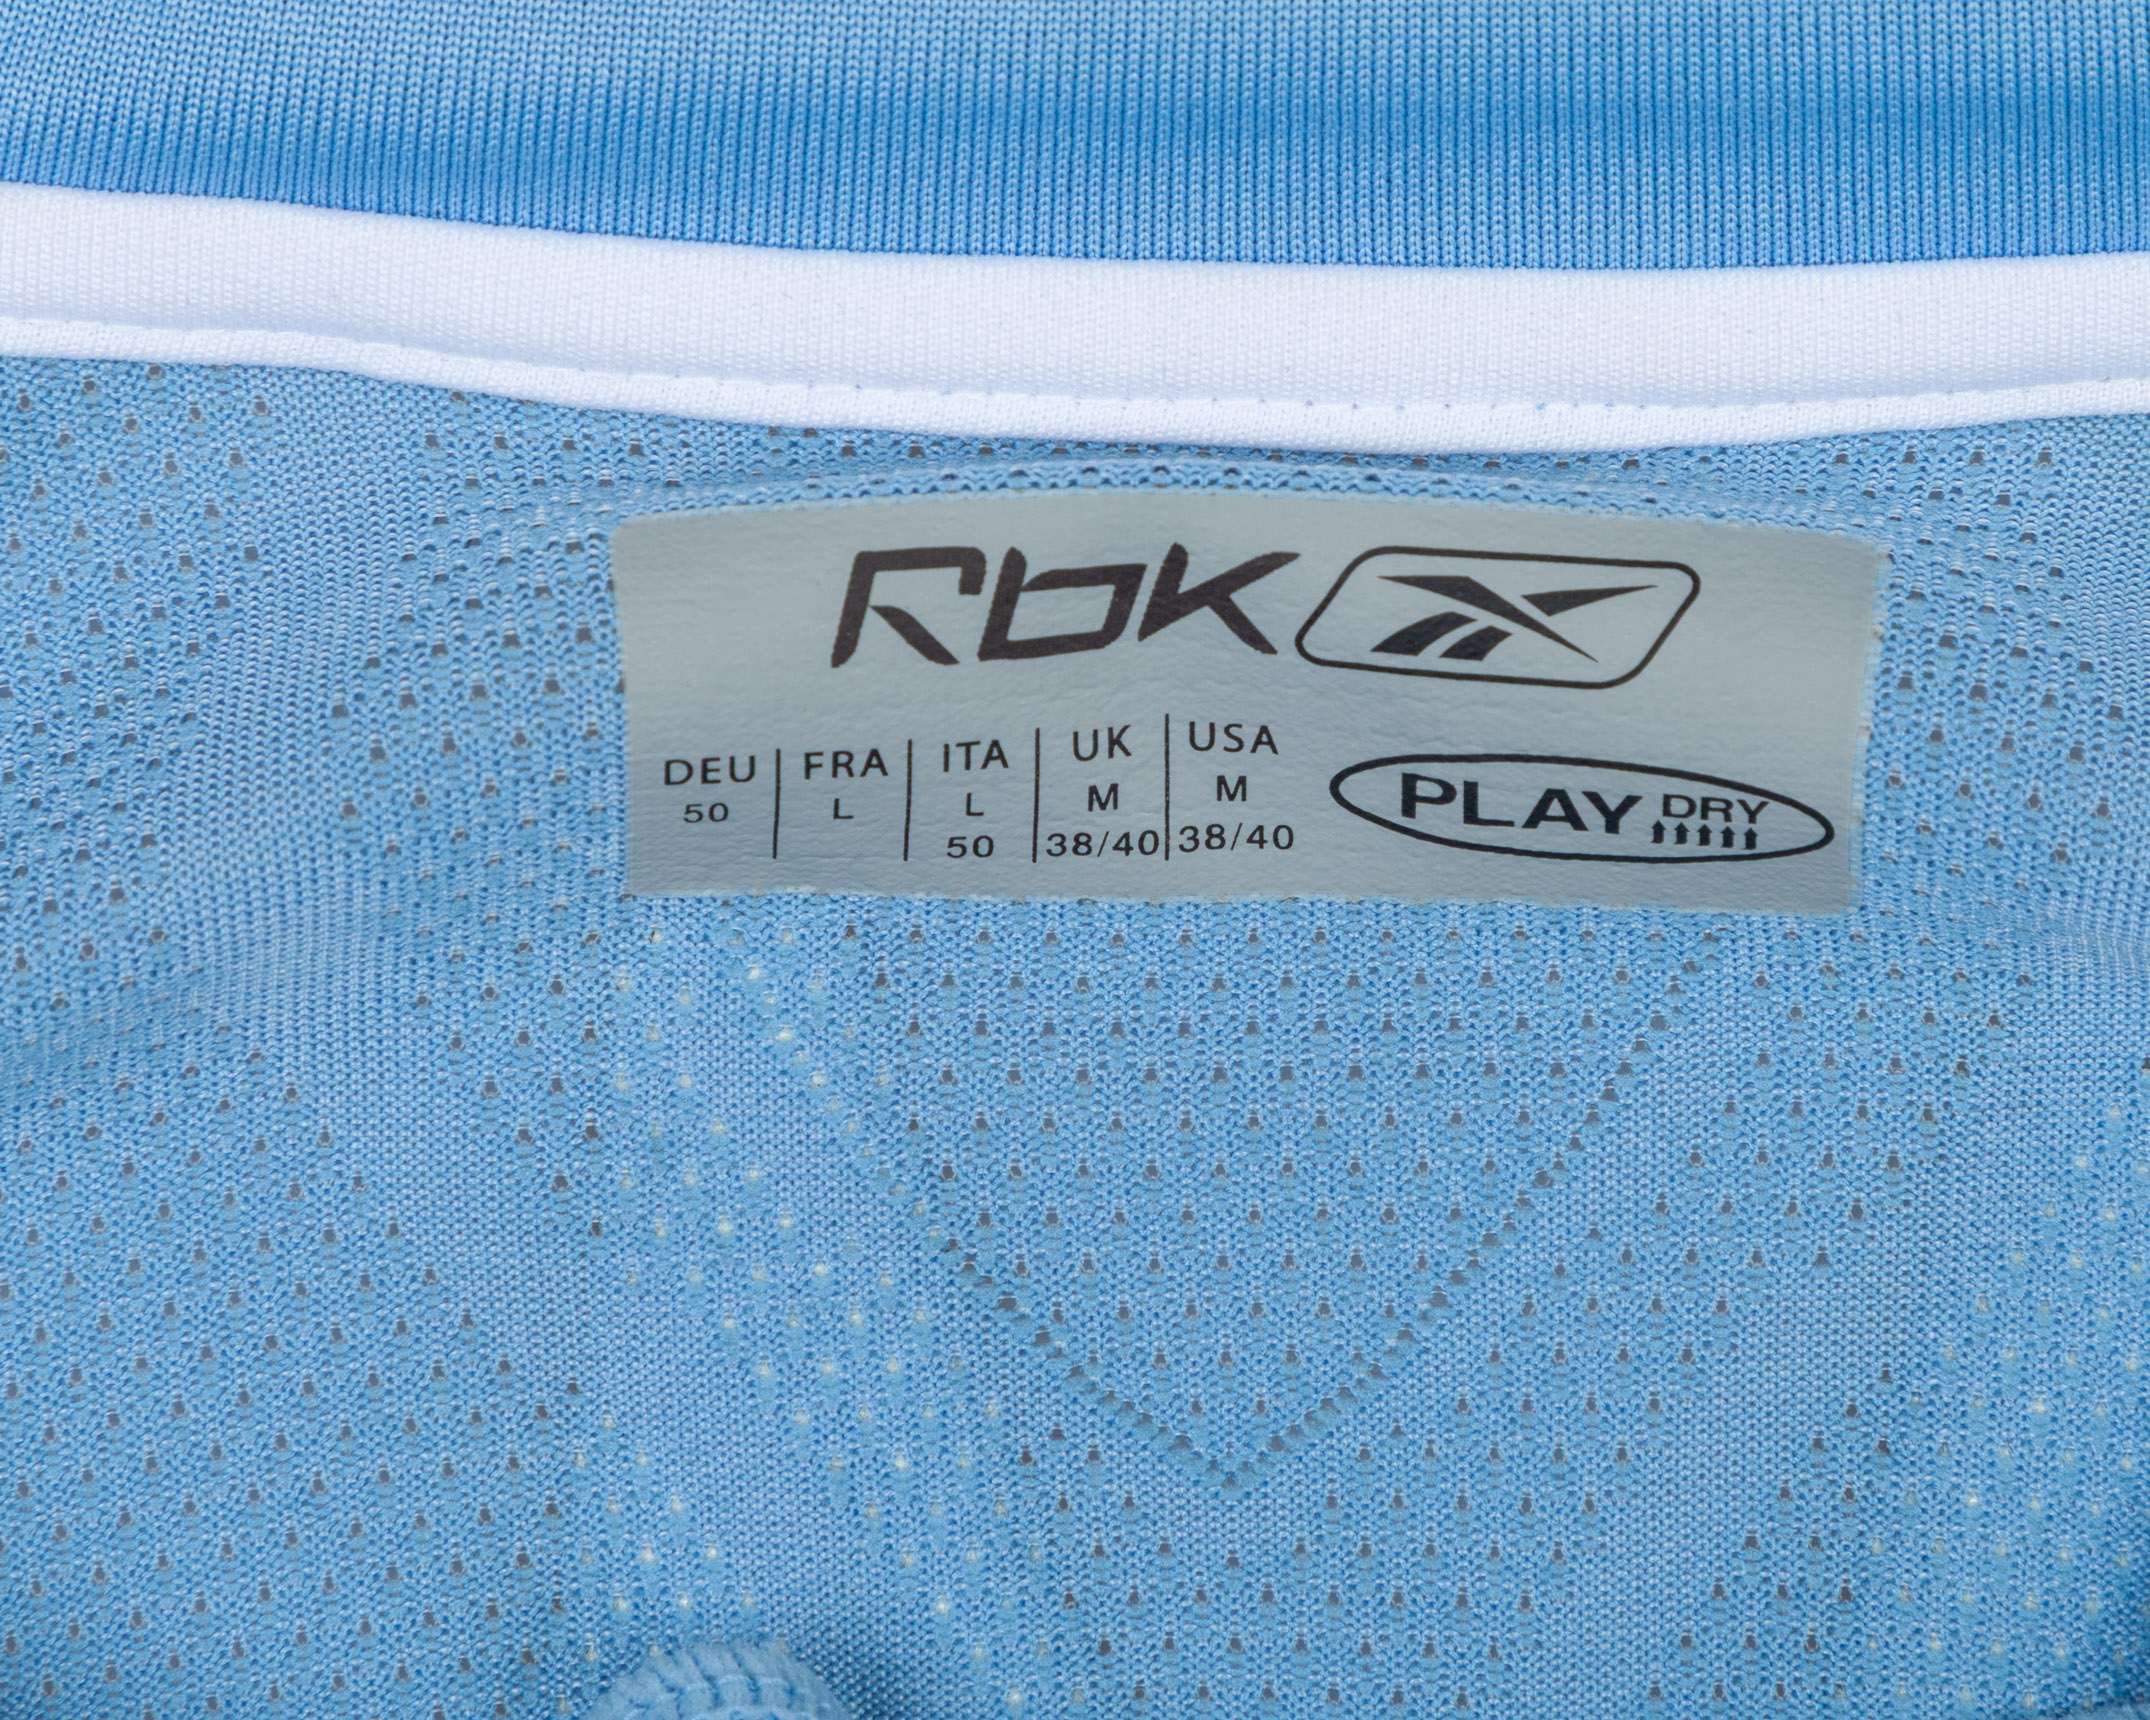 Rbk
DEU FRA ITA UK USA
50 L L M M
50 38/40 38/40
PLAY DRY